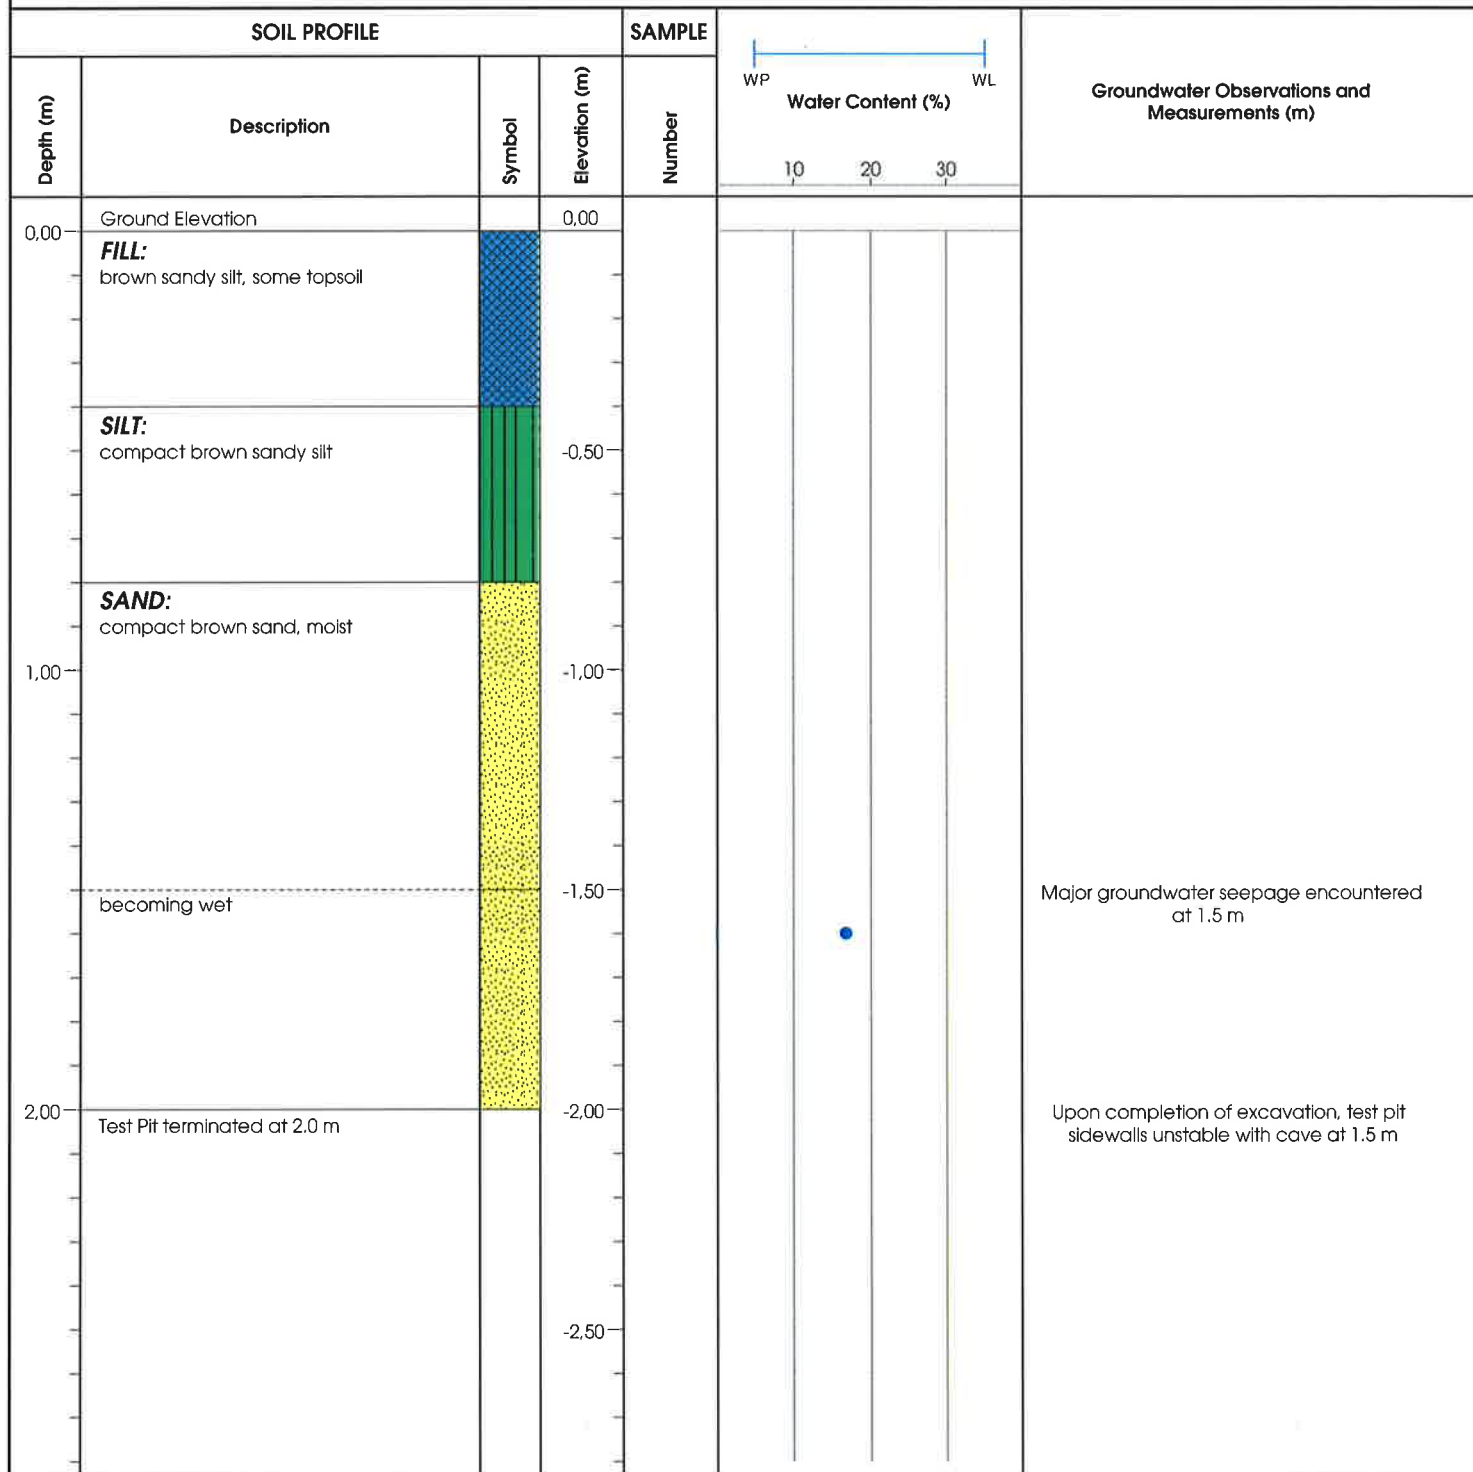 SOIL PROFILE
SAMPLE
Depth (m)
Description
Symbol
Elevation (m)
Number
WP
WL
Water Content (%)
10
20
30
Groundwater Observations and
Measurements (m)
Ground Elevation
0,00
0,00
FILL:
brown sandy silt, some topsoil
SILT:
compact brown sandy silt
-0,50
SAND:
compact brown sand, moist
1,00
-1,00
-1,50
becoming wet
Major groundwater seepage encountered
at 1.5 m
2,00
-2,00
Test Pit terminated at 2.0 m
Upon completion of excavation, test pit
sidewalls unstable with cave at 1.5 m
-2,50